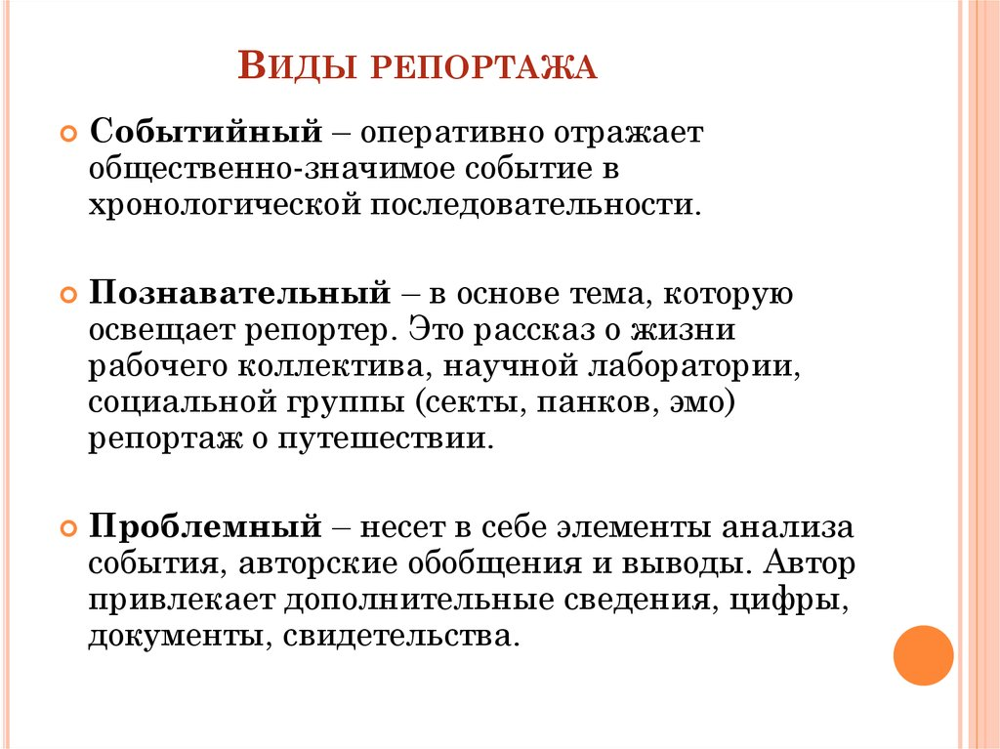 Виды репортажа
Событийный – оперативно отражает
общественно-значимое событие в
хронологической последовательности.
Познавательный – в основе тема, которую
освещает репортер. Это рассказ о жизни
рабочего коллектива, научной лаборатории,
социальной группы (секты, панков, эмо)
репортаж о путешествии.
Проблемный – несет в себе элементы анализа
события, авторские обобщения и выводы. Автор
привлекает дополнительные сведения, цифры,
документы, свидетельства.